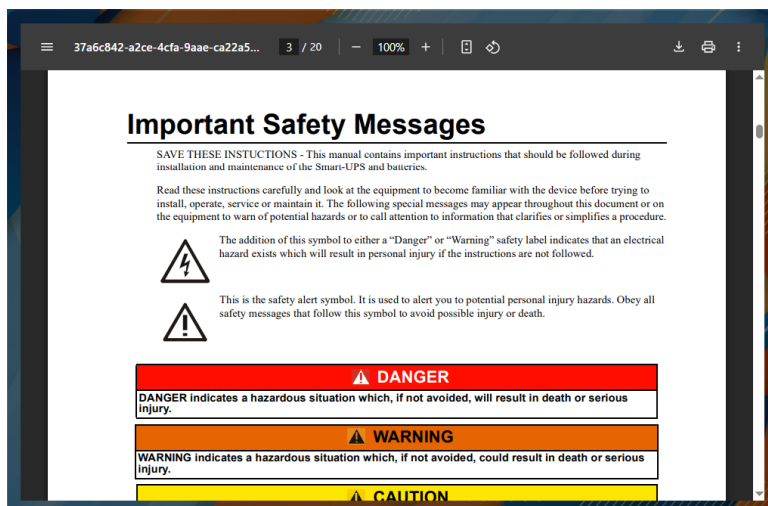 37a6c842-a2ce-4cfa-9aae-ca22a5...
3 / 20
100%
Important Safety Messages
SAVE THESE INSTUCTIONS - This manual contains important instructions that should be followed during
installation and maintenance of the Smart-UPS and batteries.
Read these instructions carefully and look at the equipment to become familiar with the device before trying to
install, operate, service or maintain it. The following special messages may appear throughout this document or on
the equipment to warn of potential hazards or to call attention to information that clarifies or simplifies a procedure.
The addition of this symbol to either a “Danger” or “Warning” safety label indicates that an electrical
hazard exists which will result in personal injury if the instructions are not followed.
This is the safety alert symbol. It is used to alert you to potential personal injury hazards. Obey all
safety messages that follow this symbol to avoid possible injury or death.
DANGER
DANGER indicates a hazardous situation which, if not avoided, will result in death or serious
injury.
WARNING
WARNING indicates a hazardous situation which, if not avoided, could result in death or serious
injury.
CAUTION